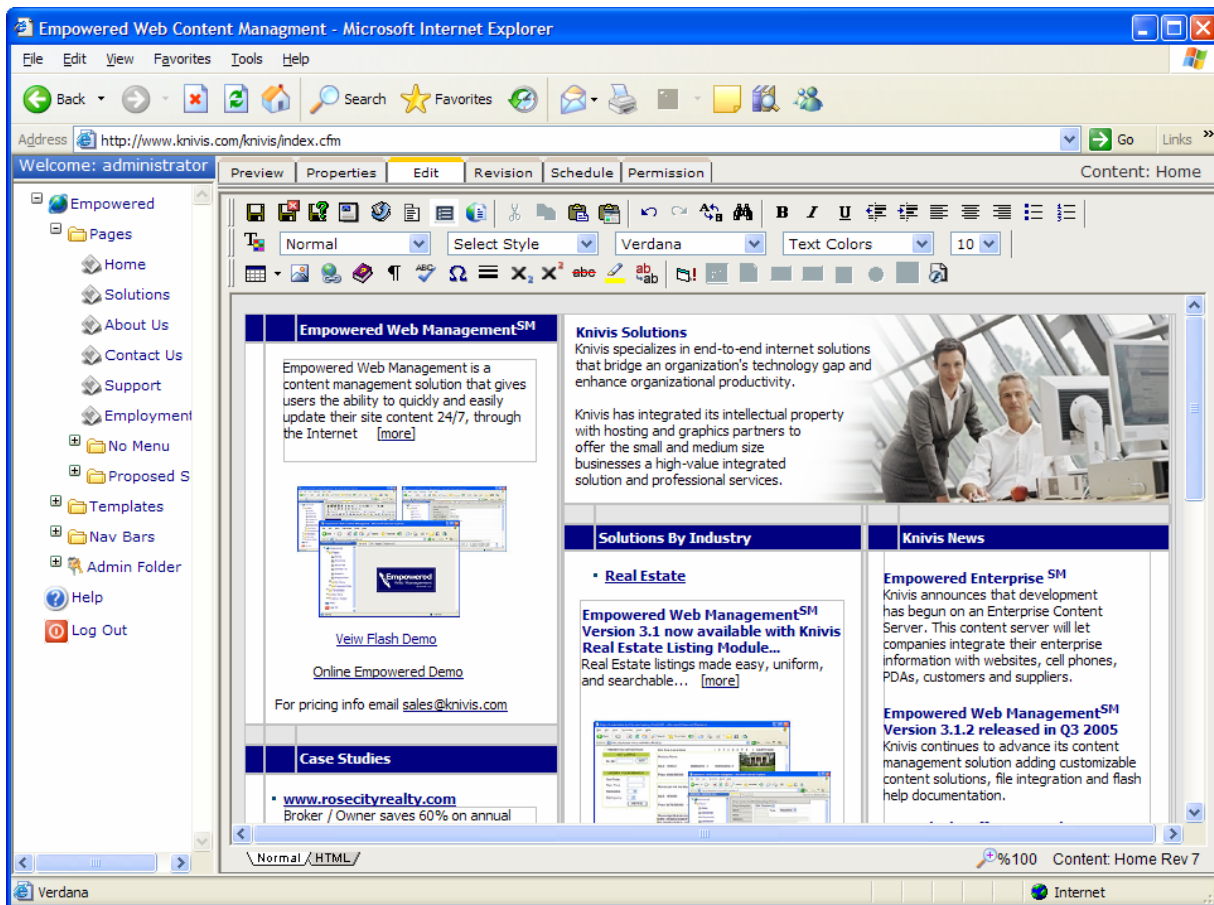 Empowered Web Content Managment - Microsoft Internet Explorer
File Edit View Favorites Tools Help
Back Search Favorites
Address http://www.knivis.com/knivis/index.cfm Go Links »
Welcome: administrator
Preview Properties Edit Revision Schedule Permission Content: Home
Empowered
Pages
Home
Solutions
About Us
Contact Us
Support
Employment
No Menu
Proposed S
Templates
Nav Bars
Admin Folder
Help
Log Out
B I U
Normal Select Style Verdana Text Colors 10
Empowered Web ManagementSM
Empowered Web Management is a
content management solution that gives
users the ability to quickly and easily
update their site content 24/7, through
the Internet [more]
Empowered
Veiw Flash Demo
Online Empowered Demo
For pricing info email sales@knivis.com
Case Studies
www.rosecityrealty.com
Broker / Owner saves 60% on annual
Knivis Solutions
Knivis specializes in end-to-end internet solutions
that bridge an organization's technology gap and
enhance organizational productivity.
Knivis has integrated its intellectual property
with hosting and graphics partners to
offer the small and medium size
businesses a high-value integrated
solution and professional services.
Solutions By Industry
Real Estate
Empowered Web ManagementSM
Version 3.1 now available with Knivis
Real Estate Listing Module...
Real Estate listings made easy, uniform,
and searchable... [more]
Knivis News
Empowered Enterprise SM
Knivis announces that development
has begun on an Enterprise Content
Server. This content server will let
companies integrate their enterprise
information with websites, cell phones,
PDAs, customers and suppliers.
Empowered Web ManagementSM
Version 3.1.2 released in Q3 2005
Knivis continues to advance its content
management solution adding customizable
content solutions, file integration and flash
help documentation.
Normal HTML %100 Content: Home Rev 7
Verdana Internet